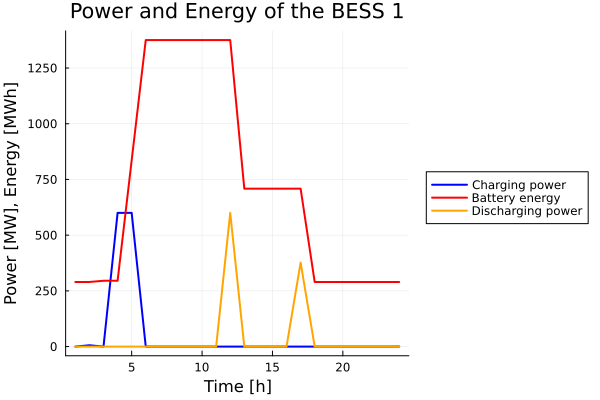 Power and Energy of the BESS 1
Power [MW], Energy [MWh]
1250
1000
750
500
250
0
5
10
15
20
Time [h]
Charging power
Battery energy
Discharging power